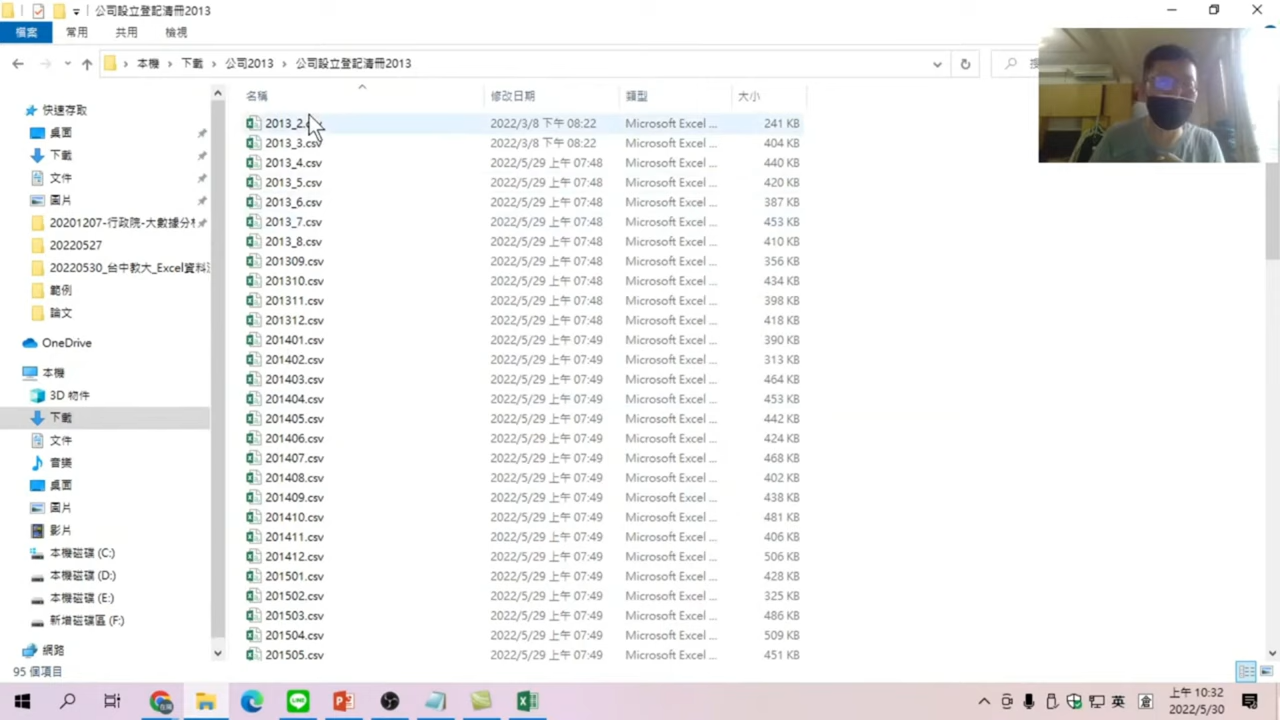 公司設立登記清冊2013
檔案 常用 共用 檢視
本機 下載 公司2013 公司設立登記清冊2013
名稱 修改日期 類型 大小
快速存取
桌面
下載
文件
圖片
20201207-行政院-大數據分
20220527
20220530_台中教大_Excel資料
範例
論文
OneDrive
本機
3D 物件
下載
文件
音樂
桌面
圖片
影片
本機磁碟 (C:)
本機磁碟 (D:)
本機磁碟 (E:)
新增磁碟區 (F:)
網路
2013_2. 2022/3/8 下午 08:22 Microsoft Excel ... 241 KB
2013_3.csv 2022/3/8 下午 08:22 Microsoft Excel ... 404 KB
2013_4.csv 2022/5/29 上午 07:48 Microsoft Excel ... 440 KB
2013_5.csv 2022/5/29 上午 07:48 Microsoft Excel ... 420 KB
2013_6.csv 2022/5/29 上午 07:48 Microsoft Excel ... 387 KB
2013_7.csv 2022/5/29 上午 07:48 Microsoft Excel ... 453 KB
2013_8.csv 2022/5/29 上午 07:48 Microsoft Excel ... 410 KB
201309.csv 2022/5/29 上午 07:48 Microsoft Excel ... 356 KB
201310.csv 2022/5/29 上午 07:48 Microsoft Excel ... 434 KB
201311.csv 2022/5/29 上午 07:48 Microsoft Excel ... 398 KB
201312.csv 2022/5/29 上午 07:48 Microsoft Excel ... 418 KB
201401.csv 2022/5/29 上午 07:49 Microsoft Excel ... 390 KB
201402.csv 2022/5/29 上午 07:49 Microsoft Excel ... 313 KB
201403.csv 2022/5/29 上午 07:49 Microsoft Excel ... 464 KB
201404.csv 2022/5/29 上午 07:49 Microsoft Excel ... 453 KB
201405.csv 2022/5/29 上午 07:49 Microsoft Excel ... 442 KB
201406.csv 2022/5/29 上午 07:49 Microsoft Excel ... 424 KB
201407.csv 2022/5/29 上午 07:49 Microsoft Excel ... 468 KB
201408.csv 2022/5/29 上午 07:49 Microsoft Excel ... 402 KB
201409.csv 2022/5/29 上午 07:49 Microsoft Excel ... 438 KB
201410.csv 2022/5/29 上午 07:49 Microsoft Excel ... 481 KB
201411.csv 2022/5/29 上午 07:49 Microsoft Excel ... 406 KB
201412.csv 2022/5/29 上午 07:49 Microsoft Excel ... 506 KB
201501.csv 2022/5/29 上午 07:49 Microsoft Excel ... 428 KB
201502.csv 2022/5/29 上午 07:49 Microsoft Excel ... 325 KB
201503.csv 2022/5/29 上午 07:49 Microsoft Excel ... 486 KB
201504.csv 2022/5/29 上午 07:49 Microsoft Excel ... 509 KB
201505.csv 2022/5/29 上午 07:49 Microsoft Excel ... 451 KB
95 個項目
英 上午 10:32
2022/5/30